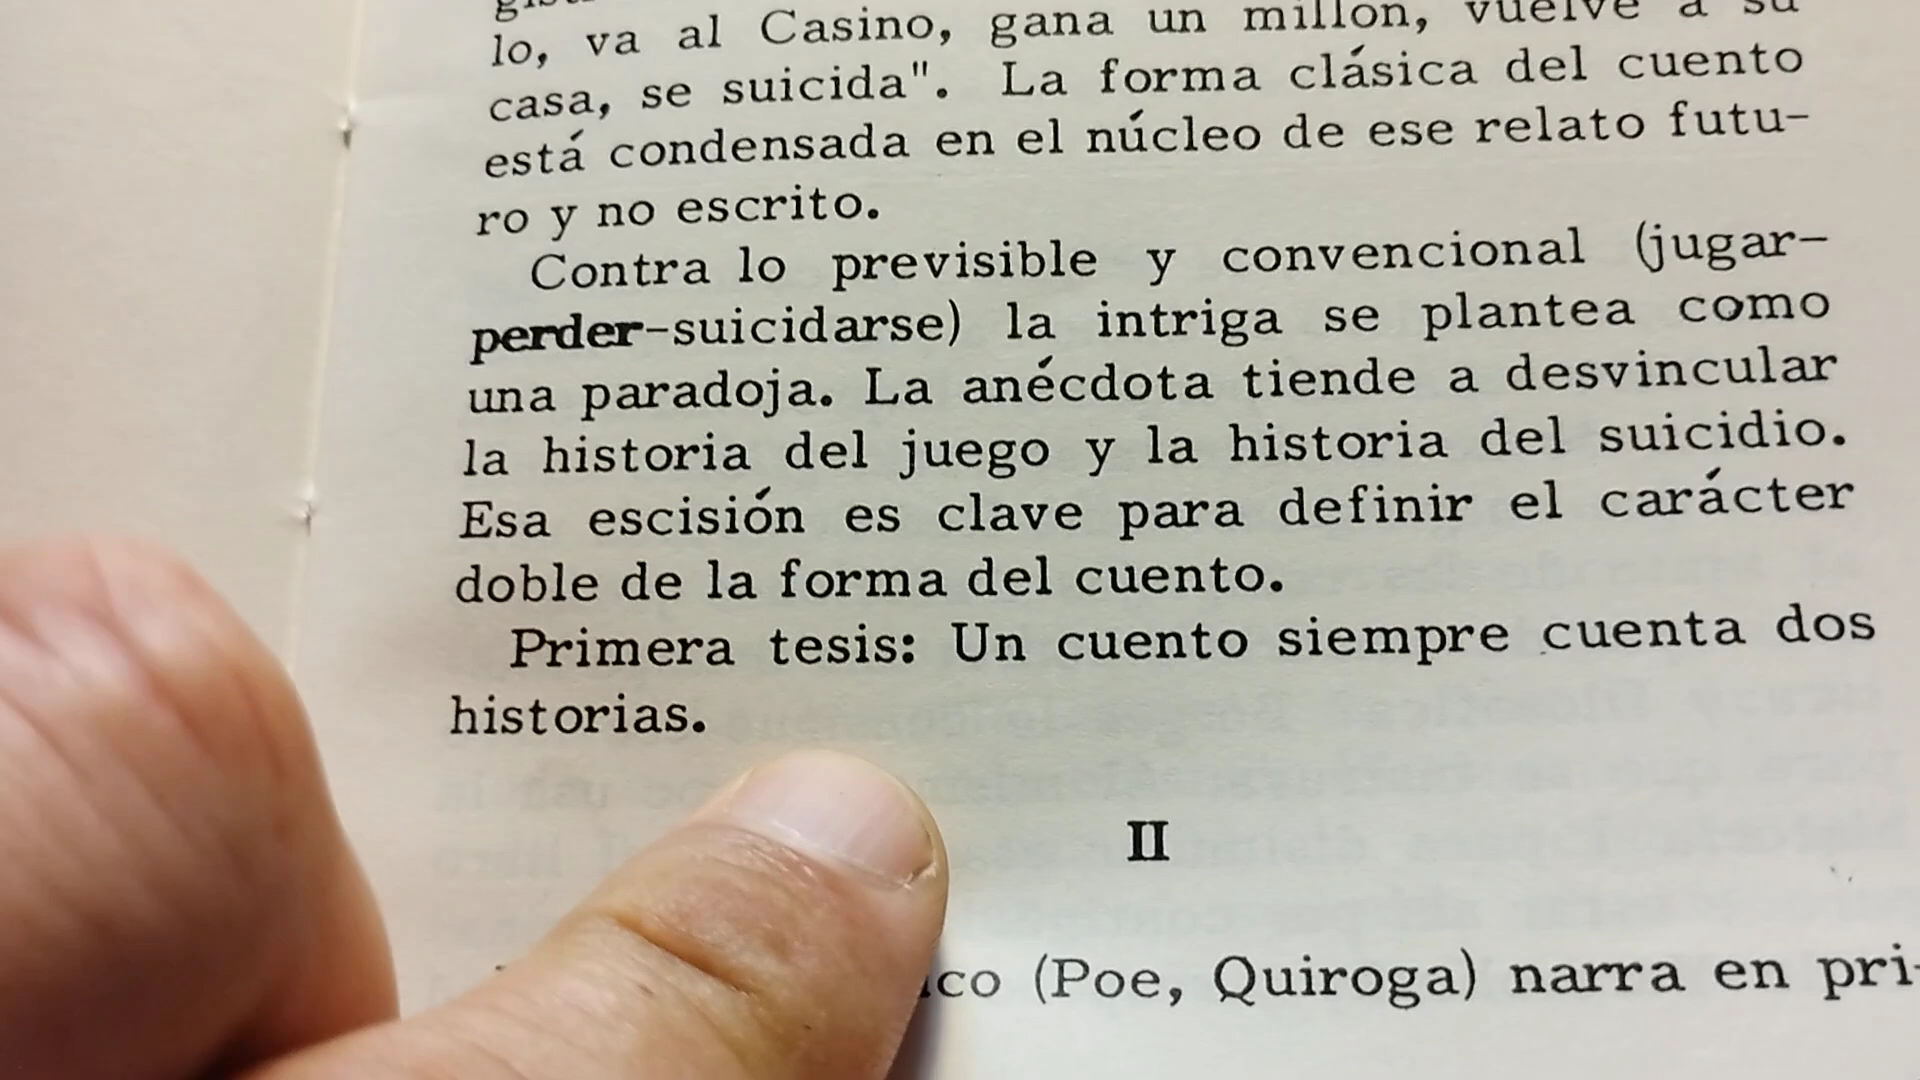 lo, va al Casino, gana un millón, vuelve a su
casa, se suicida". La forma clásica del cuento
está condensada en el núcleo de ese relato futu-
ro y no escrito.
Contra lo previsible y convencional (jugar-
perder-suicidarse) la intriga se plantea como
una paradoja. La anécdota tiende a desvincular
la historia del juego y la historia del suicidio.
Esa escisión es clave para definir el carácter
doble de la forma del cuento.
Primera tesis: Un cuento siempre cuenta dos
historias.
II
(Poe, Quiroga) narra en pri-